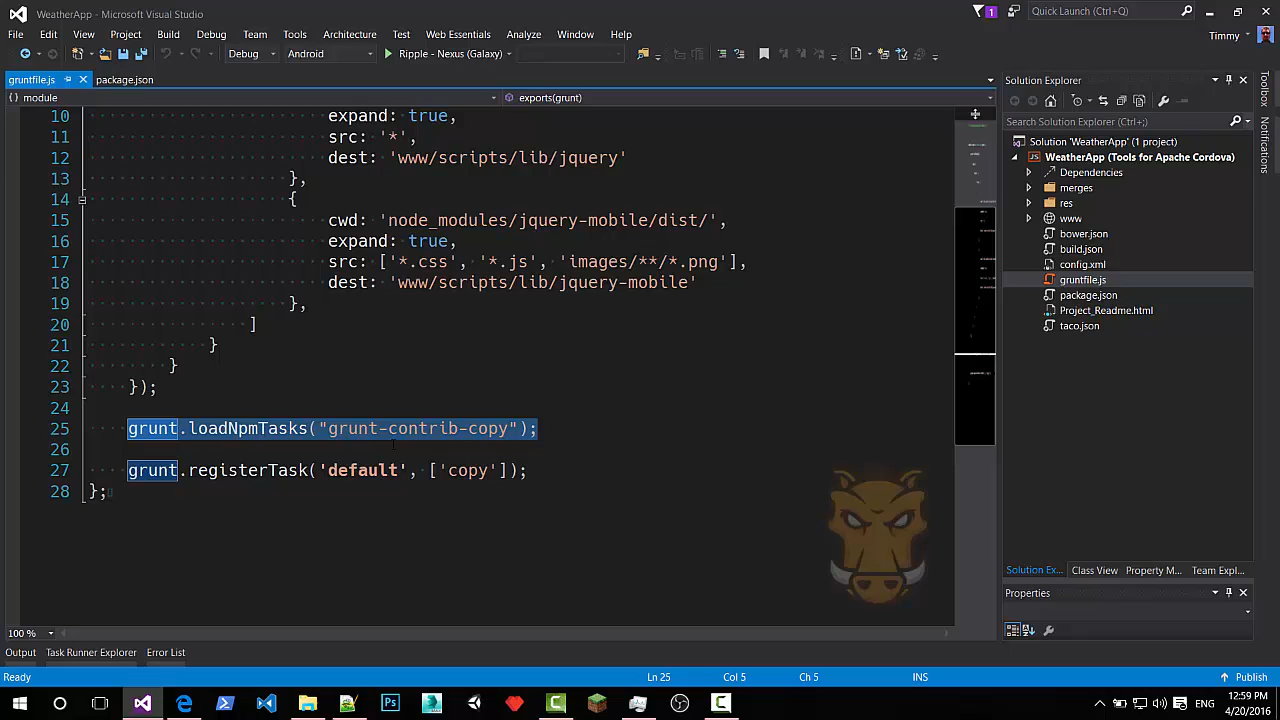 WeatherApp - Microsoft Visual Studio
1
Quick Launch (Ctrl+;)
File Edit View Project Build Debug Team Tools Architecture Test Web Essentials Analyze Window Help
Timmy
Debug Android Ripple - Nexus (Galaxy)
gruntfile.js package.json
module exports(grunt)
10 expand: true,
11 src: '*',
12 dest: 'www/scripts/lib/jquery'
13 },
14 {
15 cwd: 'node_modules/jquery-mobile/dist/',
16 expand: true,
17 src: ['*.css', '*.js', 'images/**/*.png'],
18 dest: 'www/scripts/lib/jquery-mobile'
19 },
20 ]
21 }
22 }
23 });
24
25 grunt.loadNpmTasks("grunt-contrib-copy");
26
27 grunt.registerTask('default', ['copy']);
28 };
100 %
Solution Explorer
Search Solution Explorer (Ctrl+;)
Solution 'WeatherApp' (1 project)
JS WeatherApp (Tools for Apache Cordova)
Dependencies
merges
res
www
bower.json
build.json
config.xml
gruntfile.js
package.json
Project_Readme.html
taco.json
Solution Ex... Class View Property M... Team Expl...
Properties
Toolbox
Notifications
Output Task Runner Explorer Error List
Ready Ln 25 Col 5 Ch 5 INS Publish
Ps
12:59 PM
4/20/2016